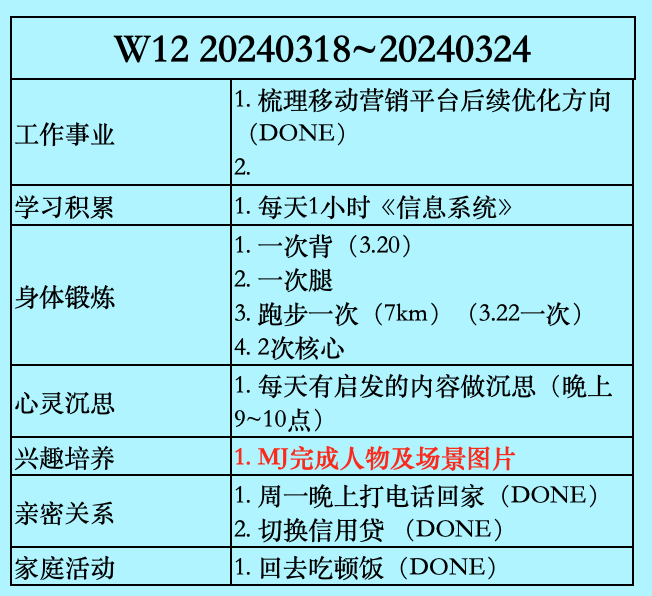 W12 20240318~20240324
工作事业
1. 梳理移动营销平台后续优化方向
（DONE）
2.
学习积累
1. 每天1小时《信息系统》
身体锻炼
1. 一次背（3.20）
2. 一次腿
3. 跑步一次（7km）（3.22一次）
4. 2次核心
心灵沉思
1. 每天有启发的内容做沉思（晚上
9~10点）
兴趣培养
1. MJ完成人物及场景图片
亲密关系
1. 周一晚上打电话回家（DONE）
2. 切换信用贷 （DONE）
家庭活动
1. 回去吃顿饭（DONE）